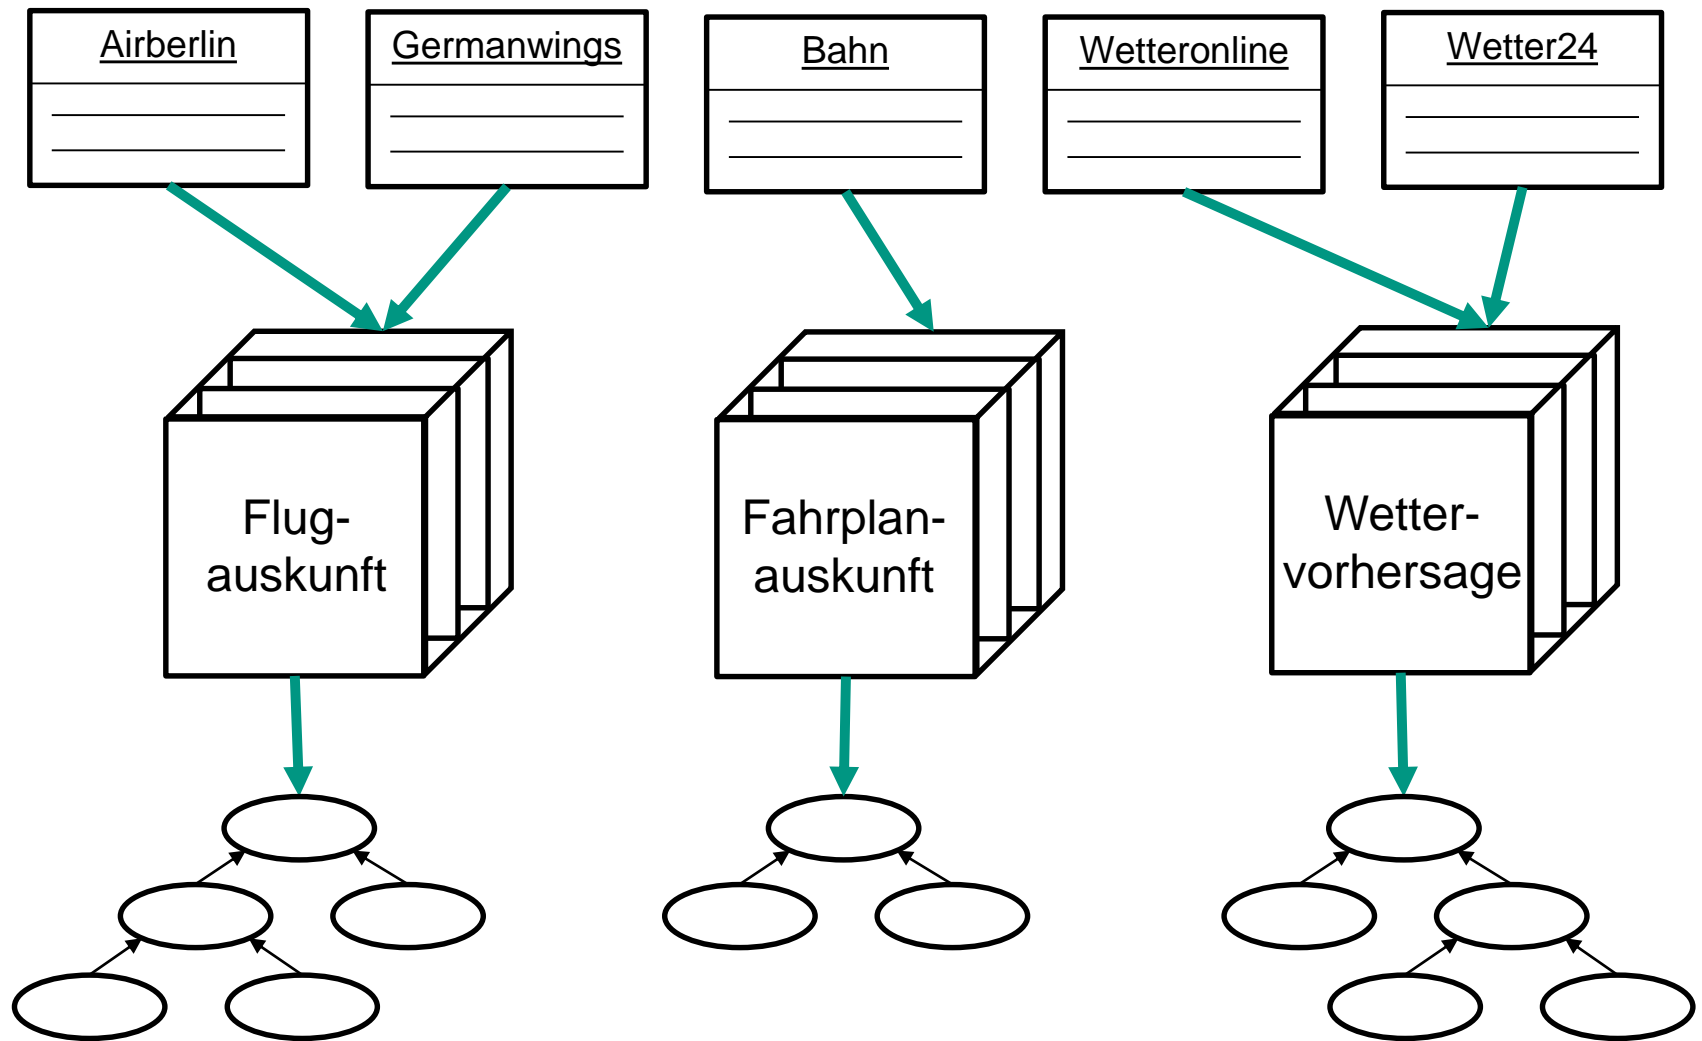 Airberlin
Germanwings
Bahn
Wetteronline
Wetter24
Flug-
auskunft
Fahrplan-
auskunft
Wetter-
vorhersage